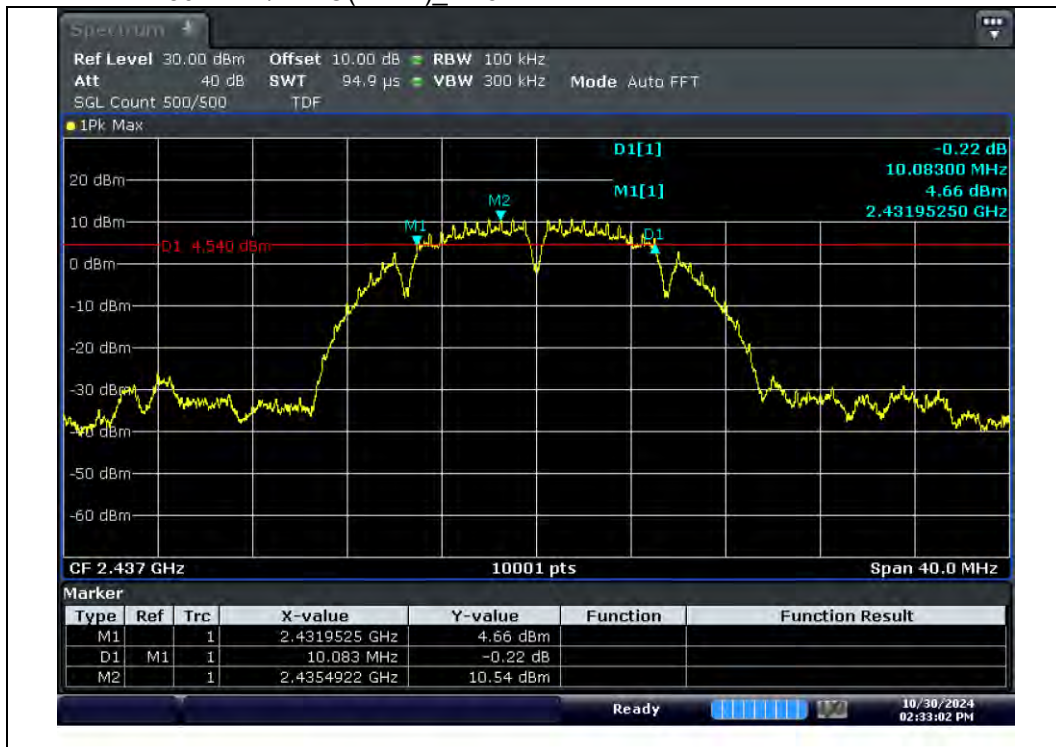 Spectrum
Ref Level 30.00 dBm Offset 10.00 dB RBW 100 kHz
Att 40 dB SWT 94.9 µs VBW 300 kHz Mode Auto FFT
SGL Count 500/500 TDF
1Pk Max
D1[1] -0.22 dB
10.08300 MHz
M1[1] 4.66 dBm
2.43195250 GHz
20 dBm
M2
10 dBm
M1
D1
D1 4.540 dBm
0 dBm
-10 dBm
-20 dBm
-30 dBm
-40 dBm
-50 dBm
-60 dBm
CF 2.437 GHz 10001 pts Span 40.0 MHz
Marker
Type Ref Trc X-value Y-value Function Function Result
M1 1 2.4319525 GHz 4.66 dBm
D1 M1 1 10.083 MHz -0.22 dB
M2 1 2.4354922 GHz 10.54 dBm
Ready 10/30/2024
02:33:02 PM